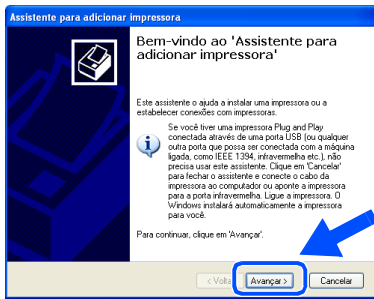 Assistente para adicionar impressora
Bem-vindo ao 'Assistente para
adicionar impressora'
Este assistente o ajuda a instalar uma impressora ou a
estabelecer conexões com impressoras.
Se você tiver uma impressora Plug and Play
conectada através de uma porta USB (ou qualquer
outra porta que possa ser conectada com a máquina
ligada, como IEEE 1394, infravermelha etc.), não
precisa usar este assistente. Clique em 'Cancelar'
para fechar o assistente e conecte o cabo da
impressora ao computador ou aponte a impressora
para a porta infravermelha. Ligue a impressora. O
Windows instalará automaticamente a impressora
para você.
Para continuar, clique em 'Avançar'.
< Volta Avançar > Cancelar